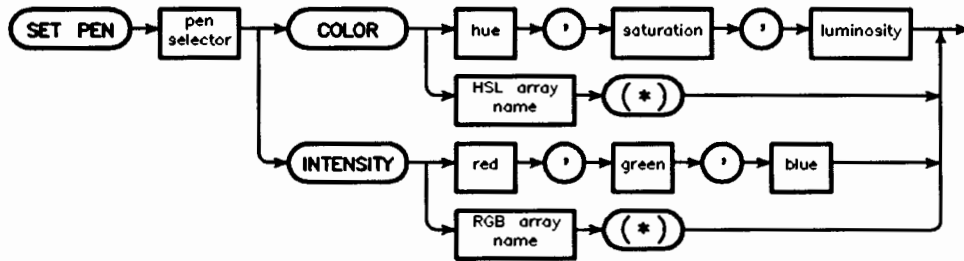 SET PEN
pen
selector
COLOR
hue
,
saturation
,
luminosity
HSL array
name
(*)
INTENSITY
red
,
green
,
blue
RGB array
name
(*)